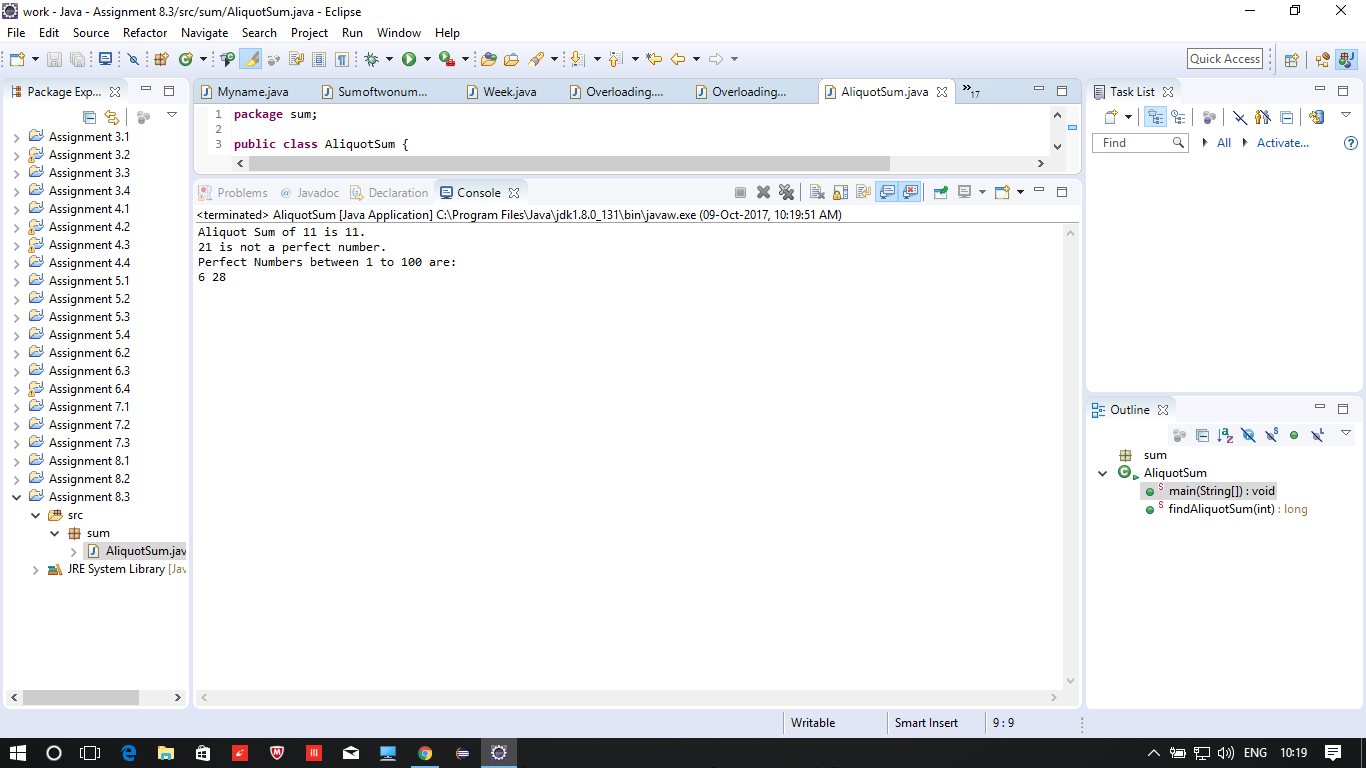 work - Java - Assignment 8.3/src/sum/AliquotSum.java - Eclipse
File Edit Source Refactor Navigate Search Project Run Window Help
Quick Access
Package Exp...
Assignment 3.1
Assignment 3.2
Assignment 3.3
Assignment 3.4
Assignment 4.1
Assignment 4.2
Assignment 4.3
Assignment 4.4
Assignment 5.1
Assignment 5.2
Assignment 5.3
Assignment 5.4
Assignment 6.2
Assignment 6.3
Assignment 6.4
Assignment 7.1
Assignment 7.2
Assignment 7.3
Assignment 8.1
Assignment 8.2
Assignment 8.3
src
sum
AliquotSum.jav
JRE System Library [Jav
Myname.java Sumoftwonum... Week.java Overloading.... Overloading... AliquotSum.java »17
1 package sum;
2
3 public class AliquotSum {
Problems @ Javadoc Declaration Console
<terminated> AliquotSum [Java Application] C:\Program Files\Java\jdk1.8.0_131\bin\javaw.exe (09-Oct-2017, 10:19:51 AM)
Aliquot Sum of 11 is 11.
21 is not a perfect number.
Perfect Numbers between 1 to 100 are:
6 28
Task List
Find All Activate...
Outline
sum
AliquotSum
main(String[]) : void
findAliquotSum(int) : long
Writable Smart Insert 9 : 9
ENG 10:19